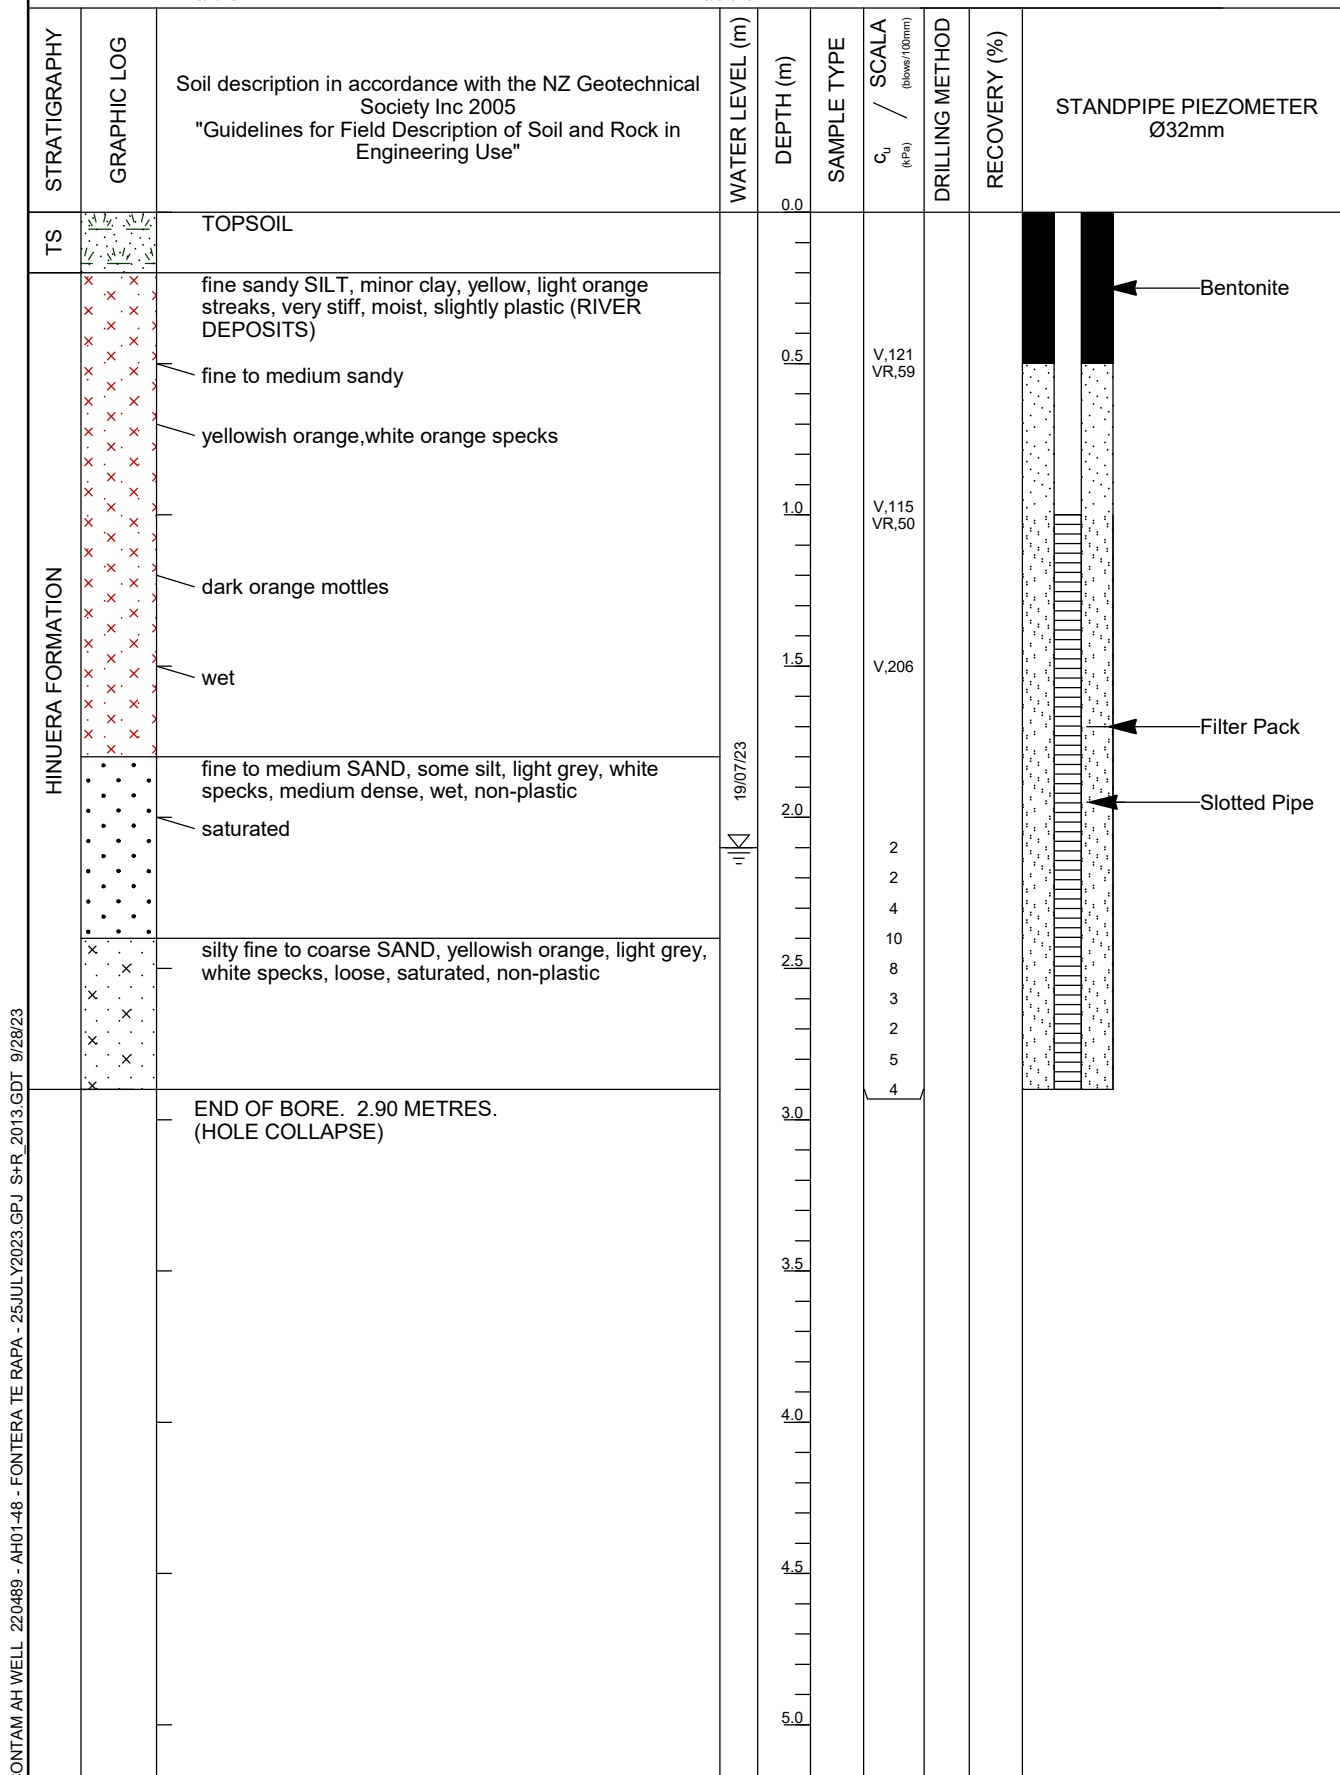 STRATIGRAPHY
GRAPHIC LOG
Soil description in accordance with the NZ Geotechnical
Society Inc 2005
"Guidelines for Field Description of Soil and Rock in
Engineering Use"
WATER LEVEL (m)
DEPTH (m)
SAMPLE TYPE
cu / SCALA
(kPa) (blows/100mm)
DRILLING METHOD
RECOVERY (%)
STANDPIPE PIEZOMETER
Ø32mm
0.0
TS
TOPSOIL
fine sandy SILT, minor clay, yellow, light orange
streaks, very stiff, moist, slightly plastic (RIVER
DEPOSITS)
Bentonite
0.5
V,121
VR,59
fine to medium sandy
yellowish orange,white orange specks
1.0
V,115
VR,50
HINUERA FORMATION
dark orange mottles
1.5
V,206
wet
Filter Pack
19/07/23
fine to medium SAND, some silt, light grey, white
specks, medium dense, wet, non-plastic
2.0
Slotted Pipe
saturated
2
2
4
10
silty fine to coarse SAND, yellowish orange, light grey,
white specks, loose, saturated, non-plastic
2.5
8
3
2
5
4
END OF BORE. 2.90 METRES.
(HOLE COLLAPSE)
3.0
3.5
4.0
4.5
5.0
ONTAM AH WELL 220489 - AH01-48 - FONTERA TE RAPA - 25JULY2023.GPJ S+R_2013.GDT 9/28/23